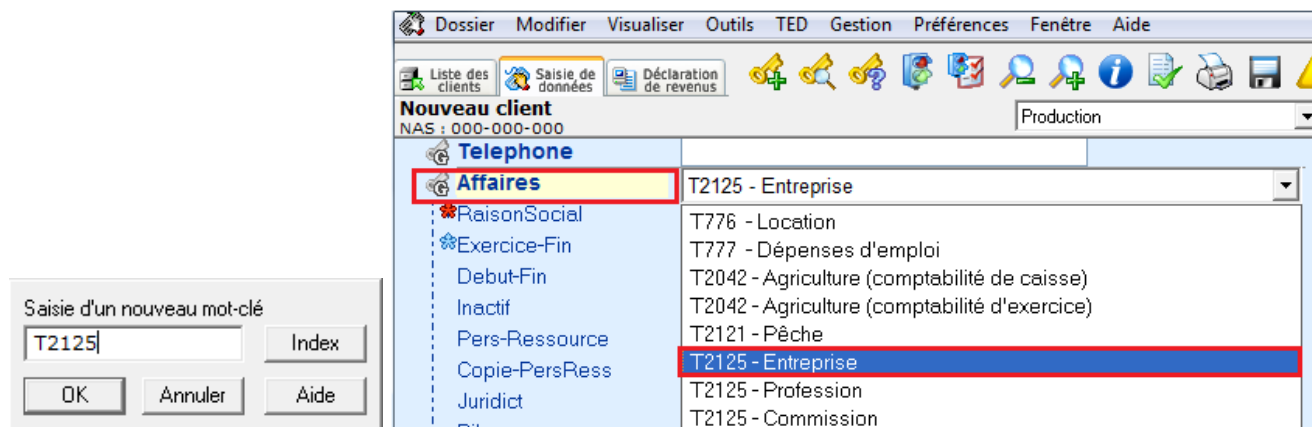 Dossier Modifier Visualiser Outils TED Gestion Préférences Fenêtre Aide
Liste des clients Saisie de données Déclaration de revenus
Nouveau client
NAS : 000-000-000
Production
Telephone
Affaires T2125 - Entreprise
RaisonSocial T776 - Location
Exercice-Fin T777 - Dépenses d'emploi
Debut-Fin T2042 - Agriculture (comptabilité de caisse)
Inactif T2042 - Agriculture (comptabilité d'exercice)
Pers-Ressource T2121 - Pêche
Copie-PersRess T2125 - Entreprise
Juridict T2125 - Profession
T2125 - Commission
Saisie d'un nouveau mot-clé
T2125 Index
OK Annuler Aide